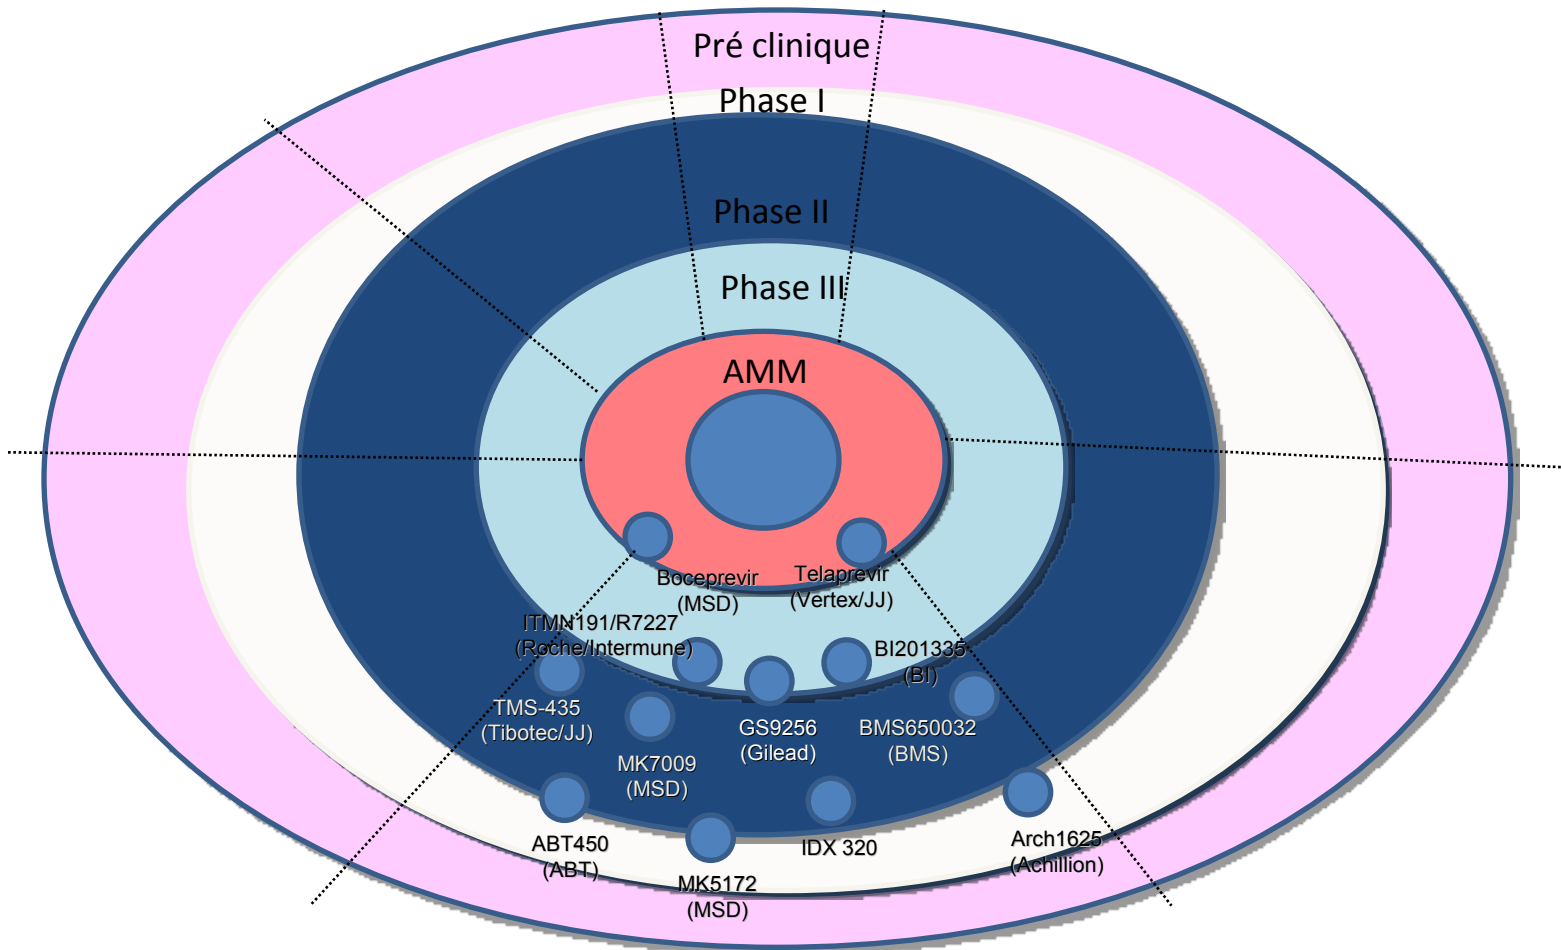 Pré clinique
Phase I
Phase II
Phase III
AMM
Boceprevir
(MSD)
Telaprevir
(Vertex/JJ)
ITMN191/R7227
(Roche/Intermune)
BI201335
(BI)
TMS-435
(Tibotec/JJ)
MK7009
(MSD)
GS9256
(Gilead)
BMS650032
(BMS)
ABT450
(ABT)
MK5172
(MSD)
IDX 320
Arch1625
(Achillion)